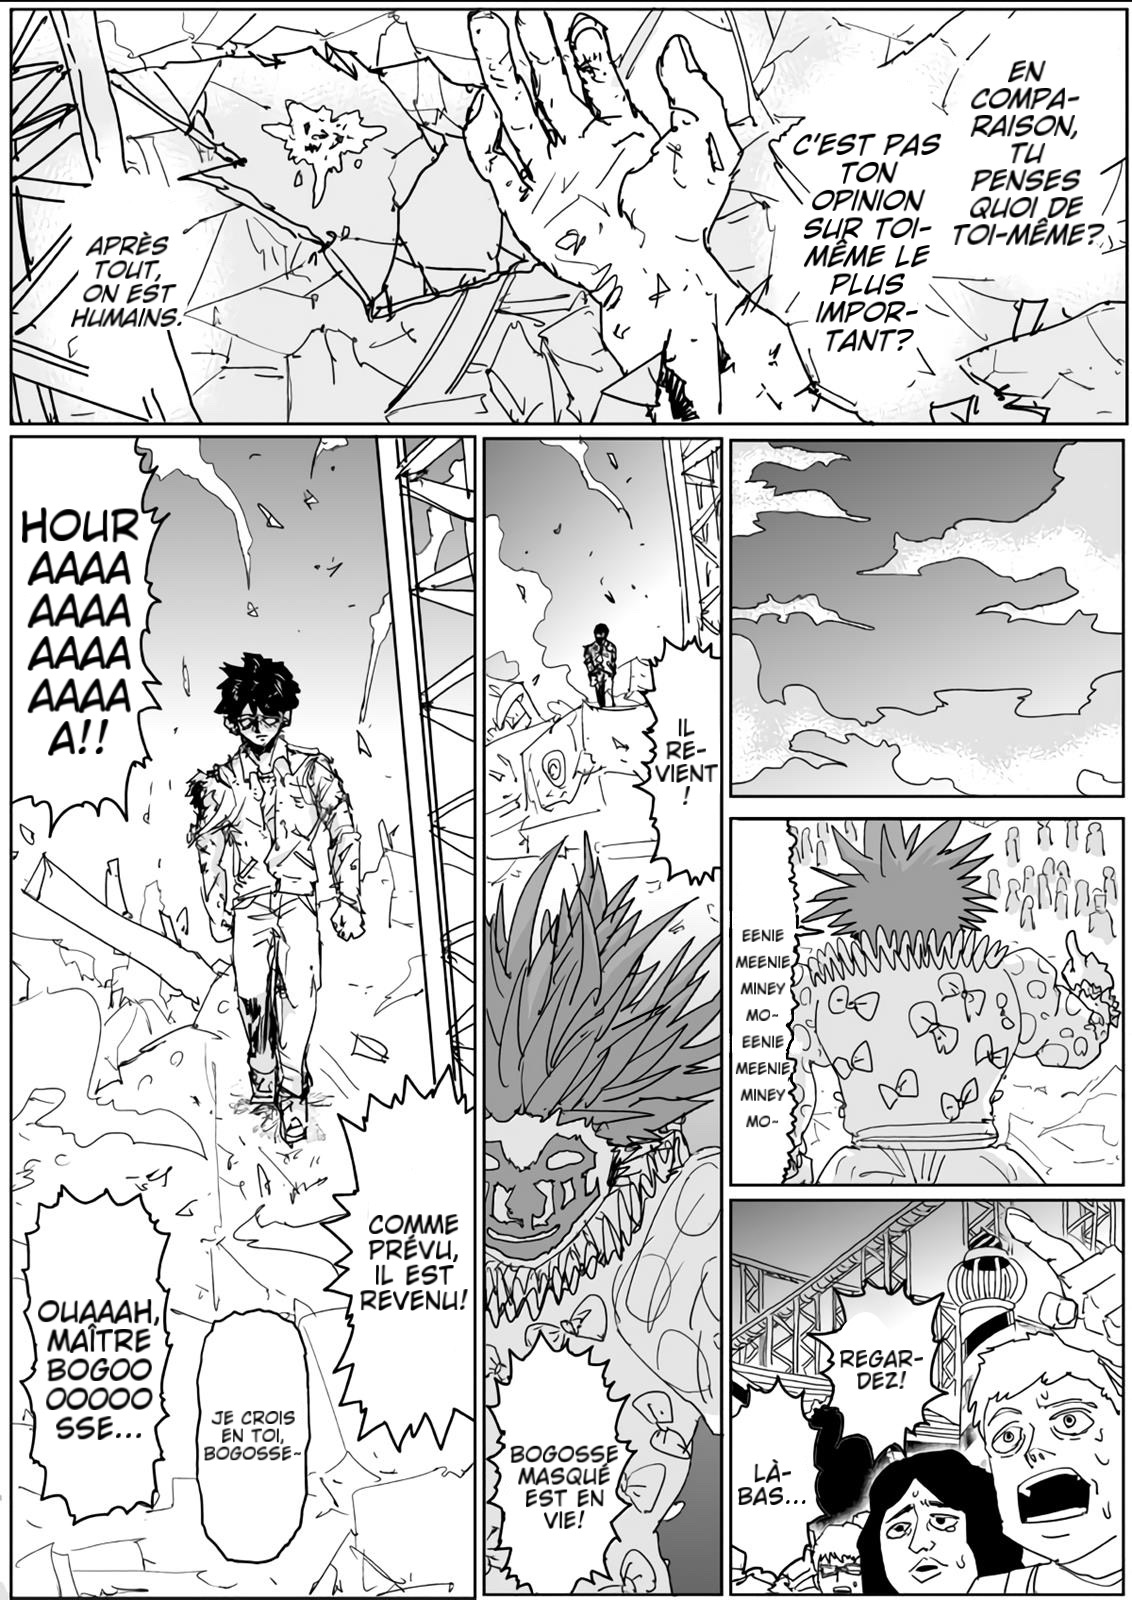 EN
COMPA-
RAISON,
TU
PENSES
QUOI DE
TOI-MÊME?
C'EST PAS
TON
OPINION
SUR TOI-
MÊME LE
PLUS
IMPOR-
TANT?
APRÈS
TOUT,
ON EST
HUMAINS.
EENIE
MEENIE
MINEY
MO~
EENIE
MEENIE
MINEY
MO~
REGAR-
DEZ!
LÀ-
BAS...
IL
RE-
VIENT
!
BOGOSSE
MASQUÉ
EST EN
VIE!
HOUR
AAAA
AAAA
AAAA
AAAA
A!!
COMME
PRÉVU,
IL EST
REVENU!
JE CROIS
EN TOI,
BOGOSSE~
OUAAAH,
MAÎTRE
BOGOO
OOOOO
SSE...